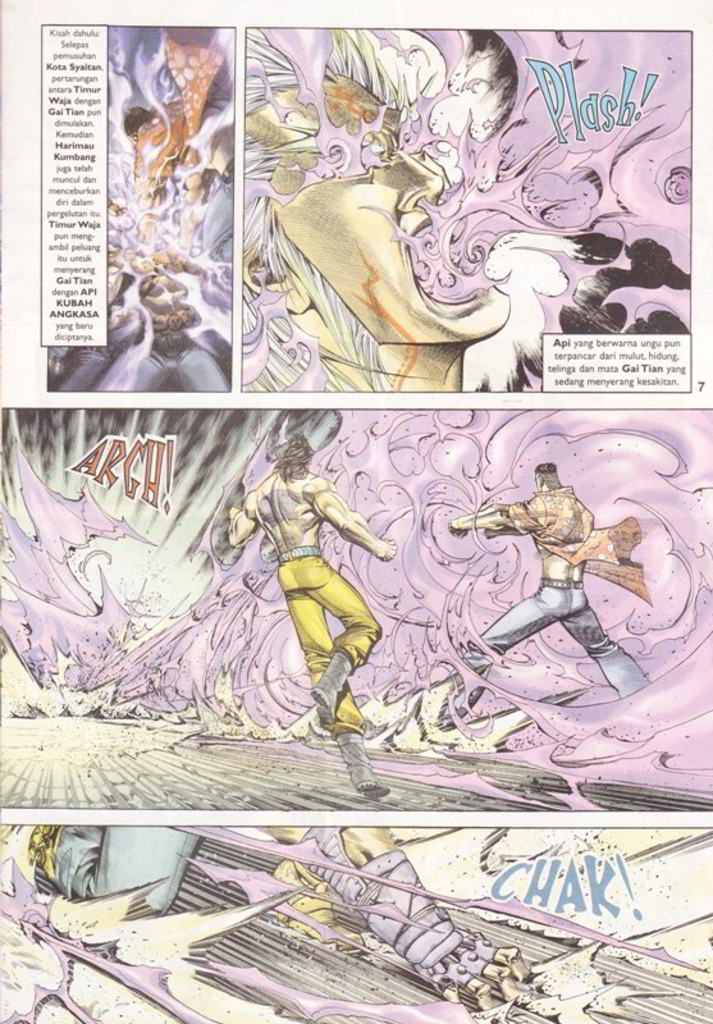 Kisah dahulu:
Selepas
pemusuhan
Kota Syaitan,
pertarungan
antara Timur
Waja dengan
Gai Tian pun
dimulakan.
Kemudian
Harimau
Kumbang
juga telah
muncul dan
menceburkan
diri dalam
pergelutan itu.
Timur Waja
pun meng-
ambil peluang
itu untuk
menyerang
Gai Tian
dengan API
KUBAH
ANGKASA
yang baru
diciptanya.
Plash!
Api yang berwarna ungu pun
terpancar dari mulut, hidung,
telinga dan mata Gai Tian yang
sedang menyerang kesakitan.
7
ARGH!
CHAK!